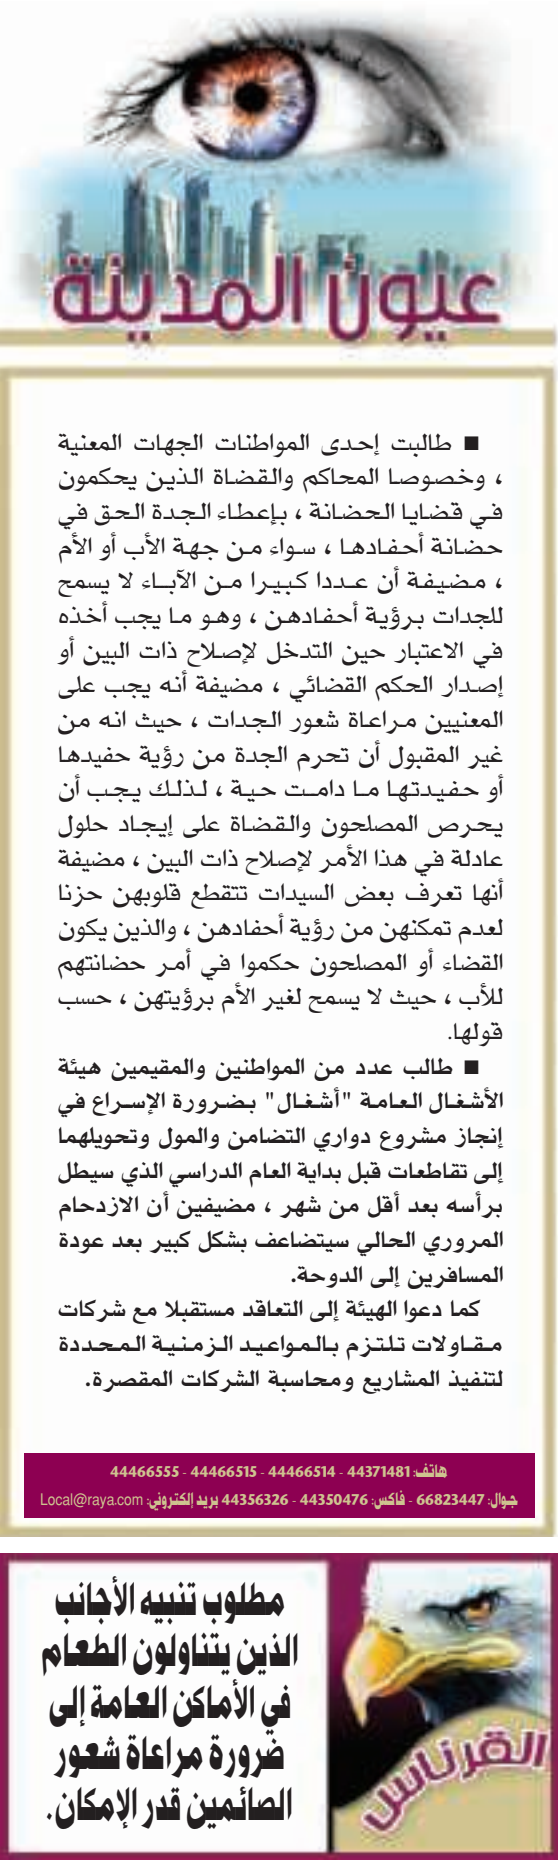 عيون المدينة
■ طالبت إحدى المواطنات الجهات المعنية
، وخصوصا المحاكم والقضاة الذين يحكمون
في قضايا الحضانة ، بإعطاء الجدة الحق في
حضانة أحفادها ، سواء من جهة الأب أو الأم
، مضيفة أن عددا كبيرا من الآباء لا يسمح
للجدات برؤية أحفادهن ، وهو ما يجب أخذه
في الاعتبار حين التدخل لإصلاح ذات البين أو
إصدار الحكم القضائي ، مضيفة أنه يجب على
المعنيين مراعاة شعور الجدات ، حيث انه من
غير المقبول أن تحرم الجدة من رؤية حفيدها
أو حفيدتها ما دامت حية ، لذلك يجب أن
يحرص المصلحون والقضاة على إيجاد حلول
عادلة في هذا الأمر لإصلاح ذات البين ، مضيفة
أنها تعرف بعض السيدات تتقطع قلوبهن حزنا
لعدم تمكنهن من رؤية أحفادهن ، والذين يكون
القضاء أو المصلحون حكموا في أمر حضانتهم
للأب ، حيث لا يسمح لغير الأم برؤيتهن ، حسب
قولها.
■ طالب عدد من المواطنين والمقيمين هيئة
الأشغال العامة "أشغال" بضرورة الإسراع في
إنجاز مشروع دواري التضامن والمول وتحويلهما
إلى تقاطعات قبل بداية العام الدراسي الذي سيطل
برأسه بعد أقل من شهر ، مضيفين أن الازدحام
المروري الحالي سيتضاعف بشكل كبير بعد عودة
المسافرين إلى الدوحة.
كما دعوا الهيئة إلى التعاقد مستقبلا مع شركات
مقاولات تلتزم بالمواعيد الزمنية المحددة
لتنفيذ المشاريع ومحاسبة الشركات المقصرة.
هاتف: 44371481 - 44466514 - 44466515 - 44466555
جوال: 66823447 - فاكس: 44350476 - 44356326 بريد إلكتروني: Local@raya.com
مطلوب تنبيه الأجانب
الذين يتناولون الطعام
في الأماكن العامة إلى
ضرورة مراعاة شعور
الصائمين قدر الإمكان.
القرناس